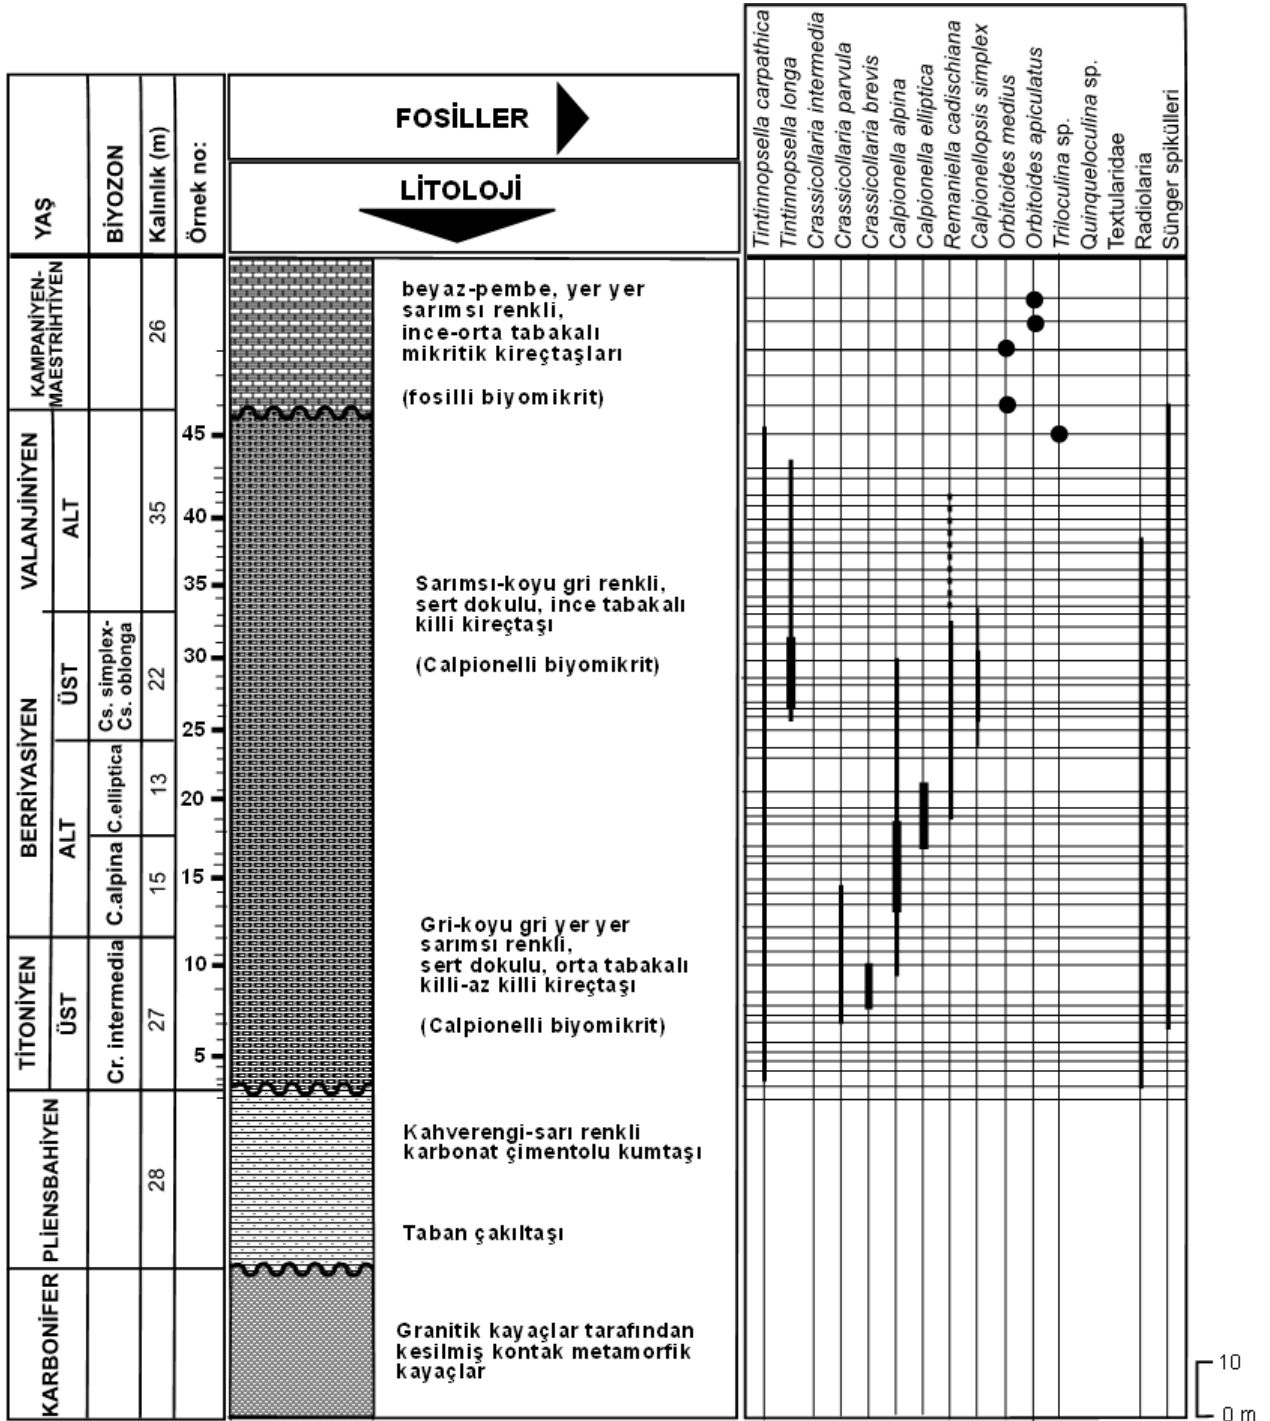 FOSİLLER
LİTOLOJİ
YAŞ
BİYOZON
Kalınlık (m)
Örnek no:
Tintinnopsella carpathica
Tintinnopsella longa
Crassicollaria intermedia
Crassicollaria parvula
Crassicollaria brevis
Calpionella alpina
Calpionella elliptica
Remaniella cadischiana
Calpionellopsis simplex
Orbitoides medius
Orbitoides apiculatus
Triloculina sp.
Quinqueloculina sp.
Textularidae
Radiolaria
Sünger spikülleri
KAMPANİYEN-
MAESTRİHTİYEN
26
beyaz-pembe, yer yer
sarımsı renkli,
ince-orta tabakalı
mikritik kireçtaşları
(fosilli biyomikrit)
VALANJİNİYEN
ALT
35
45
40
35
Sarımsı-koyu gri renkli,
sert dokulu, ince tabakalı
killi kireçtaşı
(Calpionelli biyomikrit)
BERRİYASİYEN
ÜST
Cs. simplex-
Cs. oblonga
22
30
25
ALT
C.elliptica
13
20
C.alpina
15
15
Gri-koyu gri yer yer
sarımsı renkli,
sert dokulu, orta tabakalı
killi-az killi kireçtaşı
(Calpionelli biyomikrit)
TİTONİYEN
ÜST
Cr. intermedia
27
10
5
PLİENSBAHİYEN
28
Kahverengi-sarı renkli
karbonat çimentolu kumtaşı
Taban çakıltaşı
KARBONİFER
Granitik kayaçlar tarafından
kesilmiş kontak metamorfik
kayaçlar
10
0 m